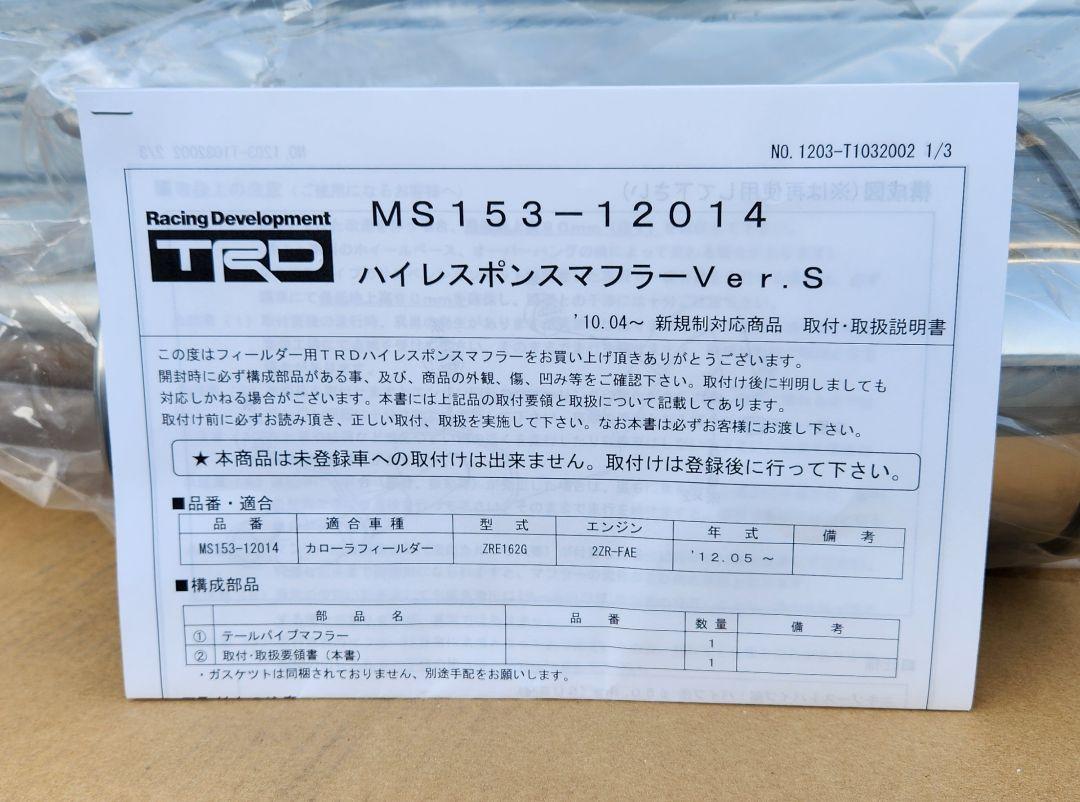 NO.1203-T1032002 1/3
Racing Development
TRD
MS153-12014
ハイレスポンスマフラーVer.S
'10.04～ 新規制対応商品 取付・取扱説明書
この度はフィールダー用TRDハイレスポンスマフラーをお買い上げ頂きありがとうございます。
開封時に必ず構成部品がある事、及び、商品の外観、傷、凹み等をご確認下さい。取付け後に判明しましても
対応しかねる場合がございます。本書には上記品の取付要領と取扱について記載してあります。
取付け前に必ずお読み頂き、正しい取付、取扱を実施して下さい。なお本書は必ずお客様にお渡し下さい。
★本商品は未登録車への取付けは出来ません。取付けは登録後に行って下さい。
■品番・適合
品番 適合車種 型式 エンジン 年式 備考
MS153-12014 カローラフィールダー ZRE162G 2ZR-FAE '12.05～
■構成部品
部品名 品番 数量 備考
① テールパイプマフラー 1
② 取付・取扱要領書（本書） 1
・ガスケットは同梱されておりません、別途手配をお願いします。